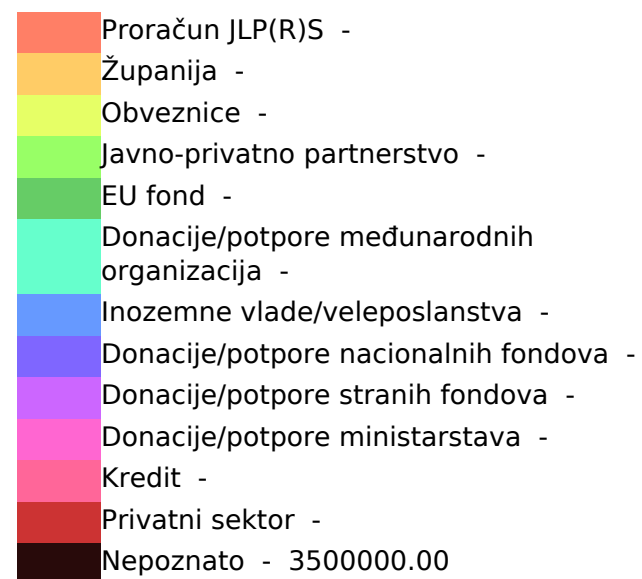 Proračun JLP(R)S -
Županija -
Obveznice -
Javno-privatno partnerstvo -
EU fond -
Donacije/potpore međunarodnih
organizacija -
Inozemne vlade/veleposlanstva -
Donacije/potpore nacionalnih fondova -
Donacije/potpore stranih fondova -
Donacije/potpore ministarstava -
Kredit -
Privatni sektor -
Nepoznato - 3500000.00